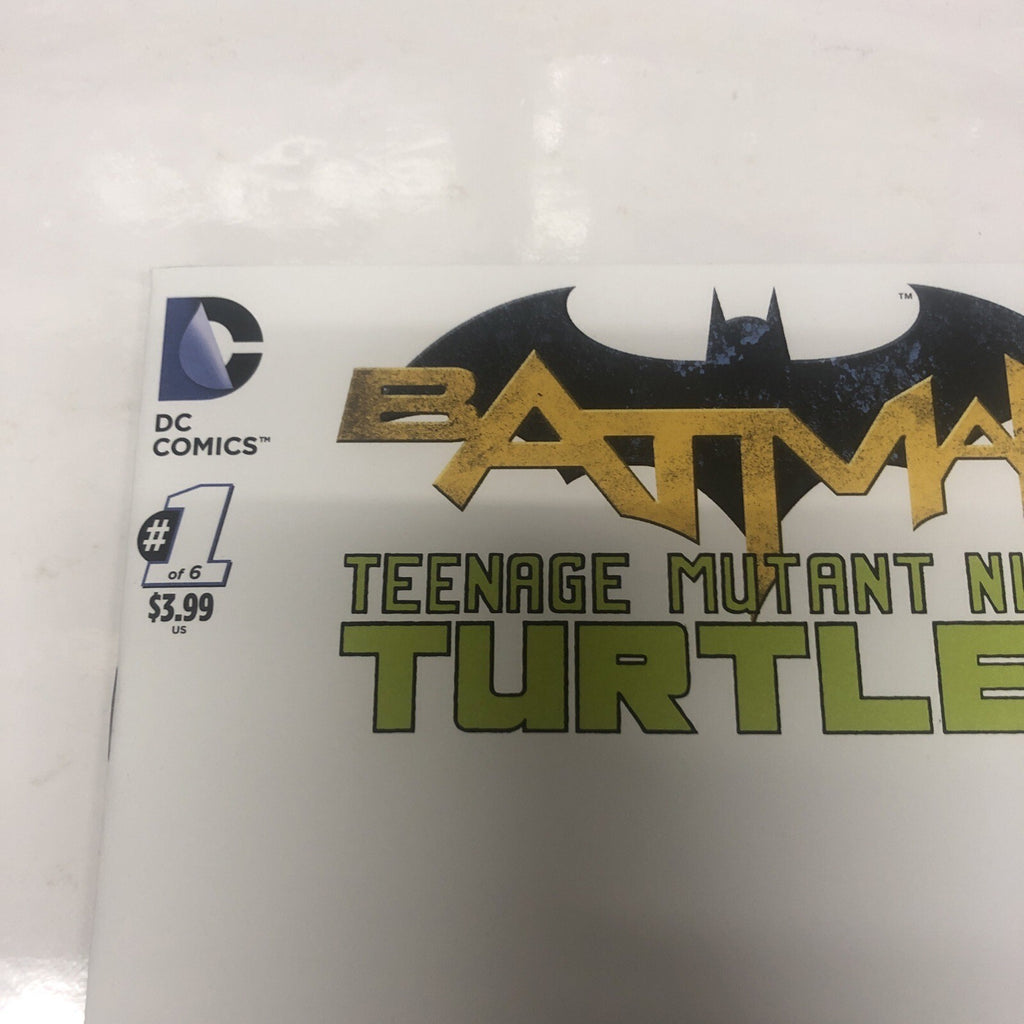 DC
COMICS™
#1
of 6
$3.99
US
™
BATMA
TEENAGE MUTANT NI
TURTLE